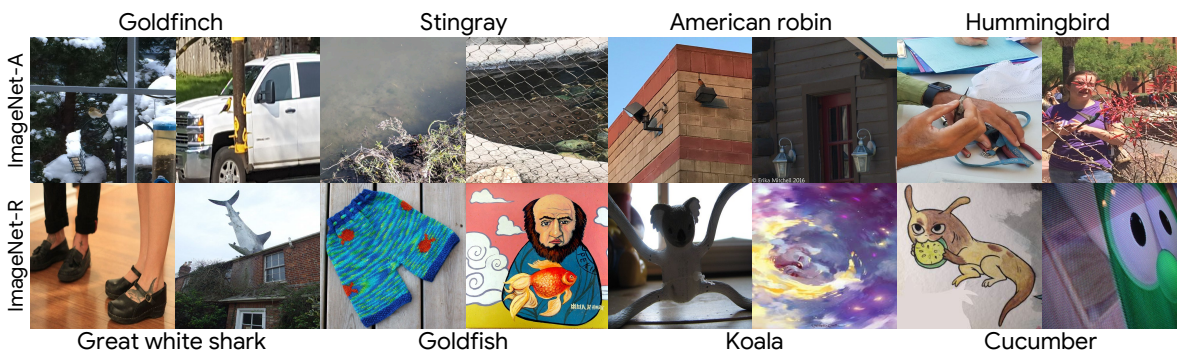 Goldfinch
Stingray
American robin
Hummingbird
ImageNet-A
© Erika Mitchell 2016
ImageNet-R
Great white shark
Goldfish
Koala
Cucumber